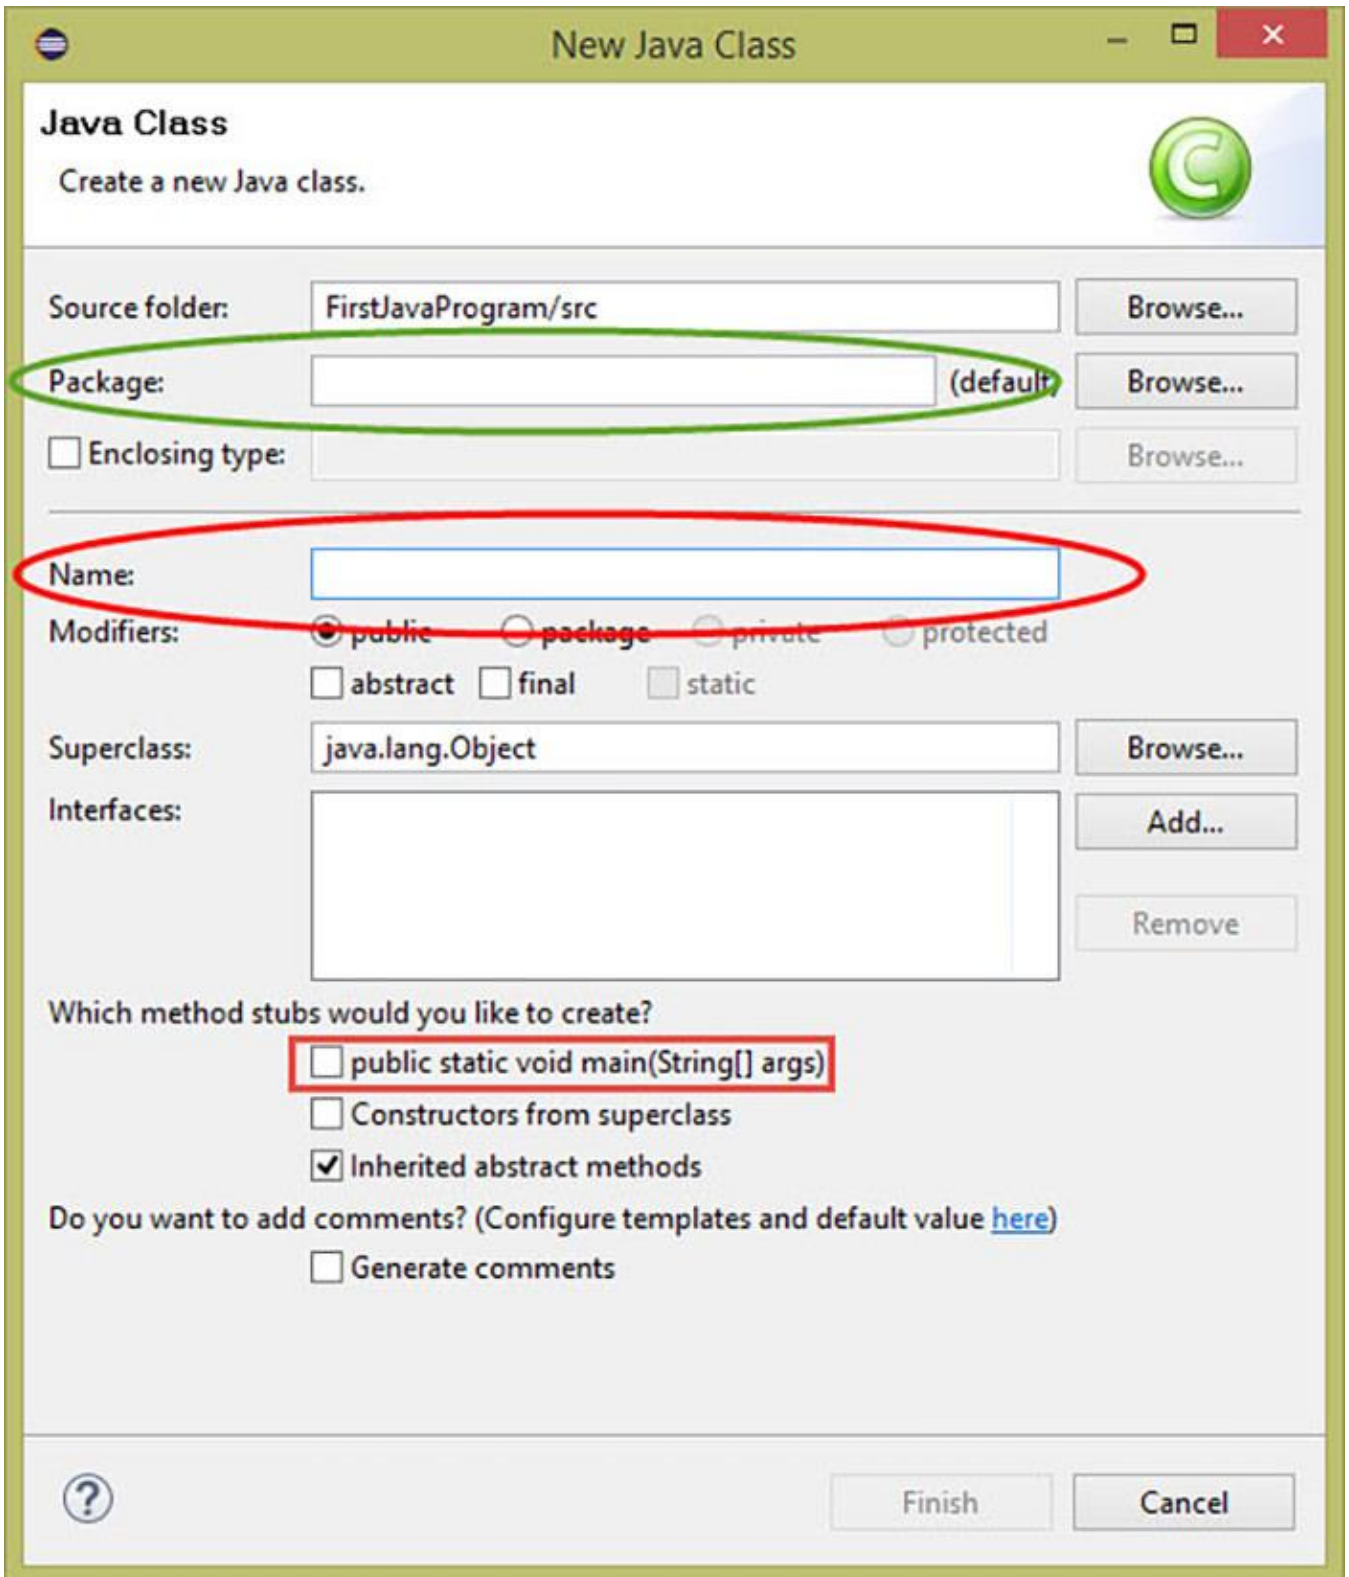 New Java Class
Java Class
Create a new Java class.
Source folder: FirstJavaProgram/src Browse...
Package: (default) Browse...
Enclosing type: Browse...
Name:
Modifiers: public package private protected
abstract final static
Superclass: java.lang.Object Browse...
Interfaces: Add...
Remove
Which method stubs would you like to create?
public static void main(String[] args)
Constructors from superclass
Inherited abstract methods
Do you want to add comments? (Configure templates and default value here)
Generate comments
? Finish Cancel